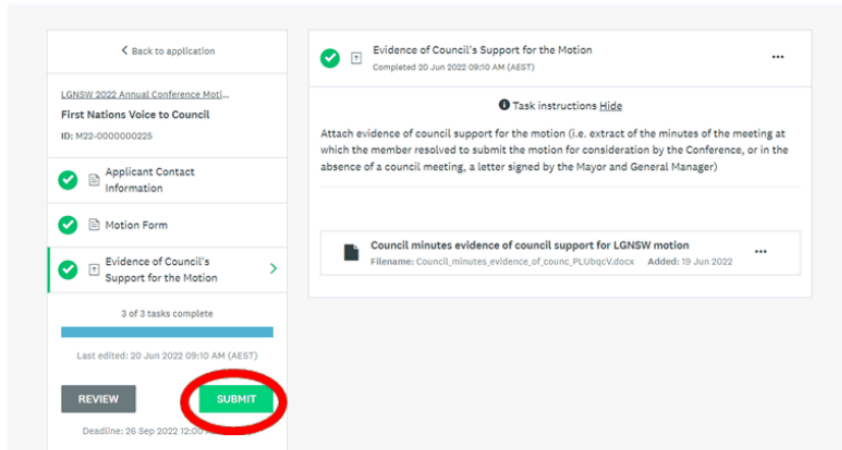 Back to application
LGNSW 2022 Annual Conference Moti...
First Nations Voice to Council
ID: M22-0000000225
Applicant Contact
Information
Motion Form
Evidence of Council's
Support for the Motion
3 of 3 tasks complete
Last edited: 20 Jun 2022 09:10 AM (AEST)
REVIEW
SUBMIT
Deadline: 26 Sep 2022 12:00
Evidence of Council's Support for the Motion
Completed 20 Jun 2022 09:10 AM (AEST)
Task instructions Hide
Attach evidence of council support for the motion (i.e. extract of the minutes of the meeting at
which the member resolved to submit the motion for consideration by the Conference, or in the
absence of a council meeting, a letter signed by the Mayor and General Manager)
Council minutes evidence of council support for LGNSW motion
Filename: Council_minutes_evidence_of_counc_PLUbqcV.docx Added: 19 Jun 2022